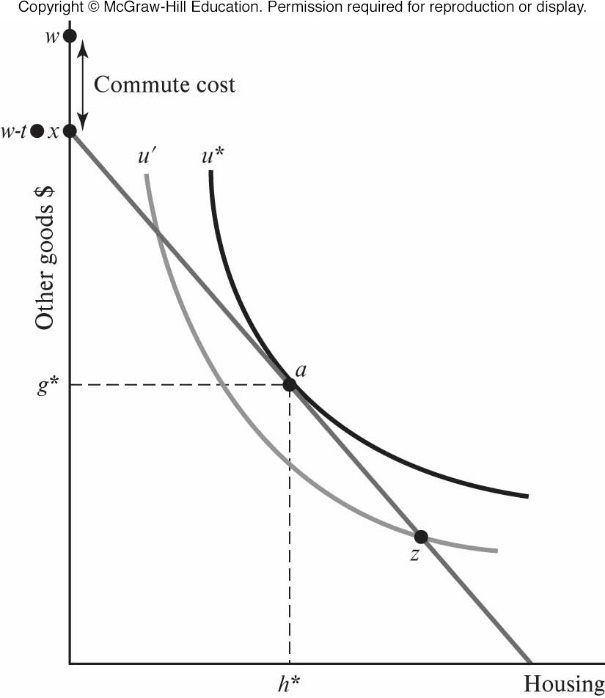 Copyright © McGraw-Hill Education. Permission required for reproduction or display.
w
Commute cost
w-t x
u′ u*
Other goods $
a
g*
z
h* Housing